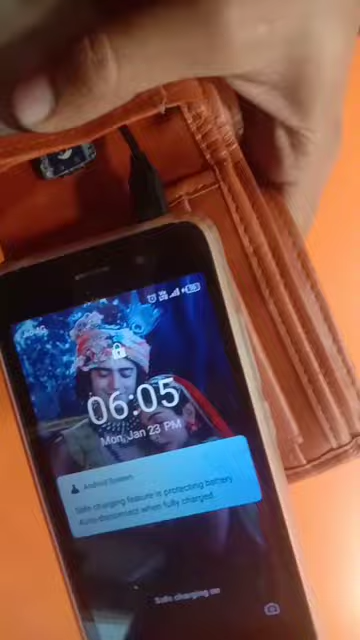 06:05
Mon, Jan 23 PM
Android System
Safe charging feature is protecting battery
Auto-disconnect when fully charged.
Safe charging on